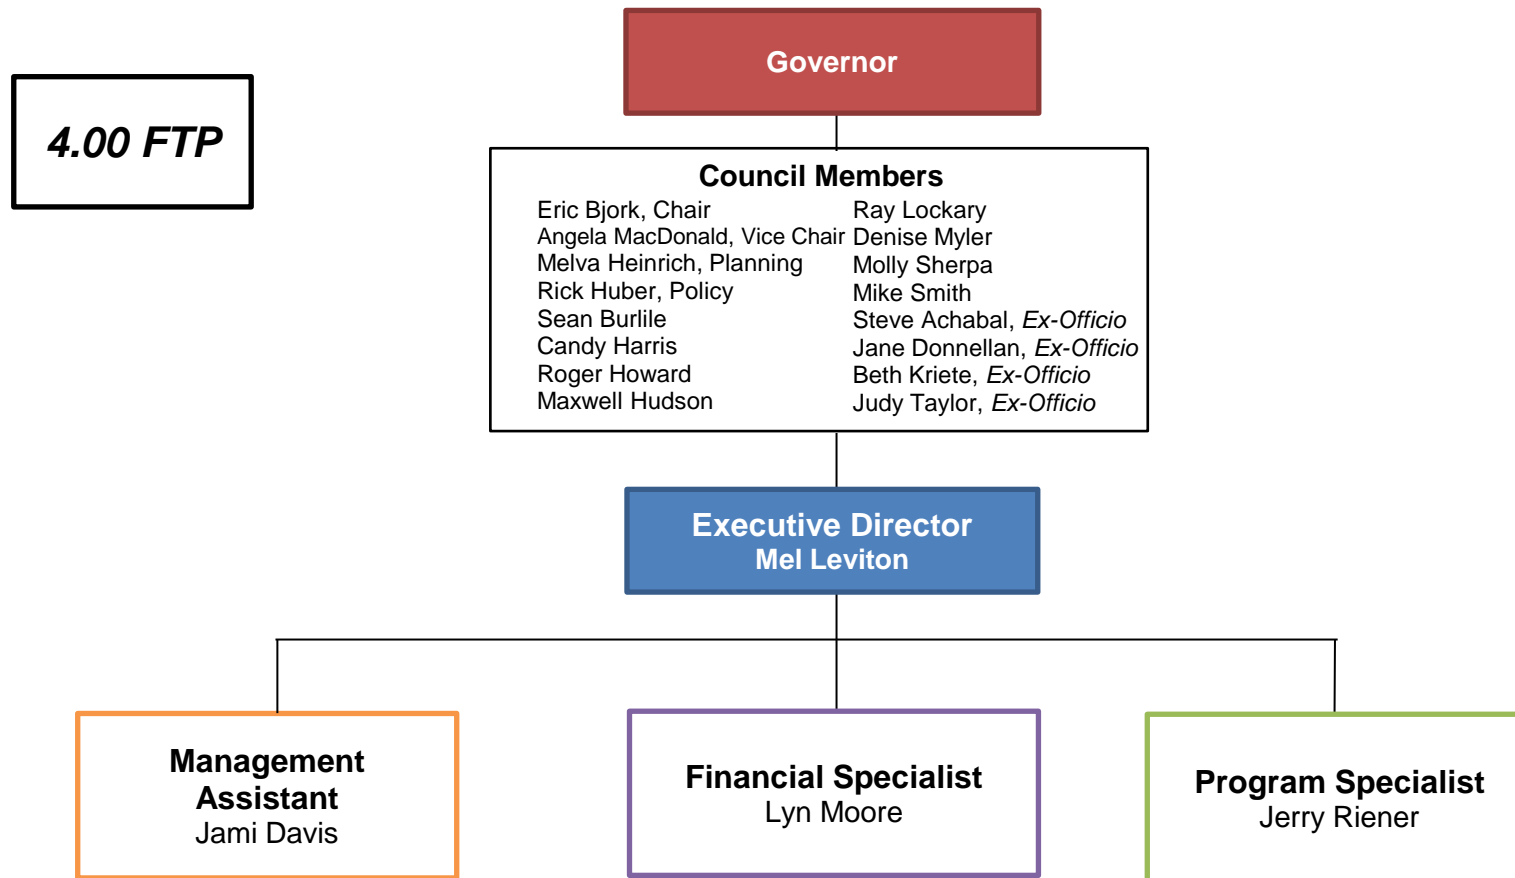 Governor
4.00 FTP
Council Members
Eric Bjork, Chair
Angela MacDonald, Vice Chair
Melva Heinrich, Planning
Rick Huber, Policy
Sean Burlile
Candy Harris
Roger Howard
Maxwell Hudson
Ray Lockary
Denise Myler
Molly Sherpa
Mike Smith
Steve Achabal, Ex-Officio
Jane Donnellan, Ex-Officio
Beth Kriete, Ex-Officio
Judy Taylor, Ex-Officio
Executive Director
Mel Leviton
Management
Assistant
Jami Davis
Financial Specialist
Lyn Moore
Program Specialist
Jerry Riener